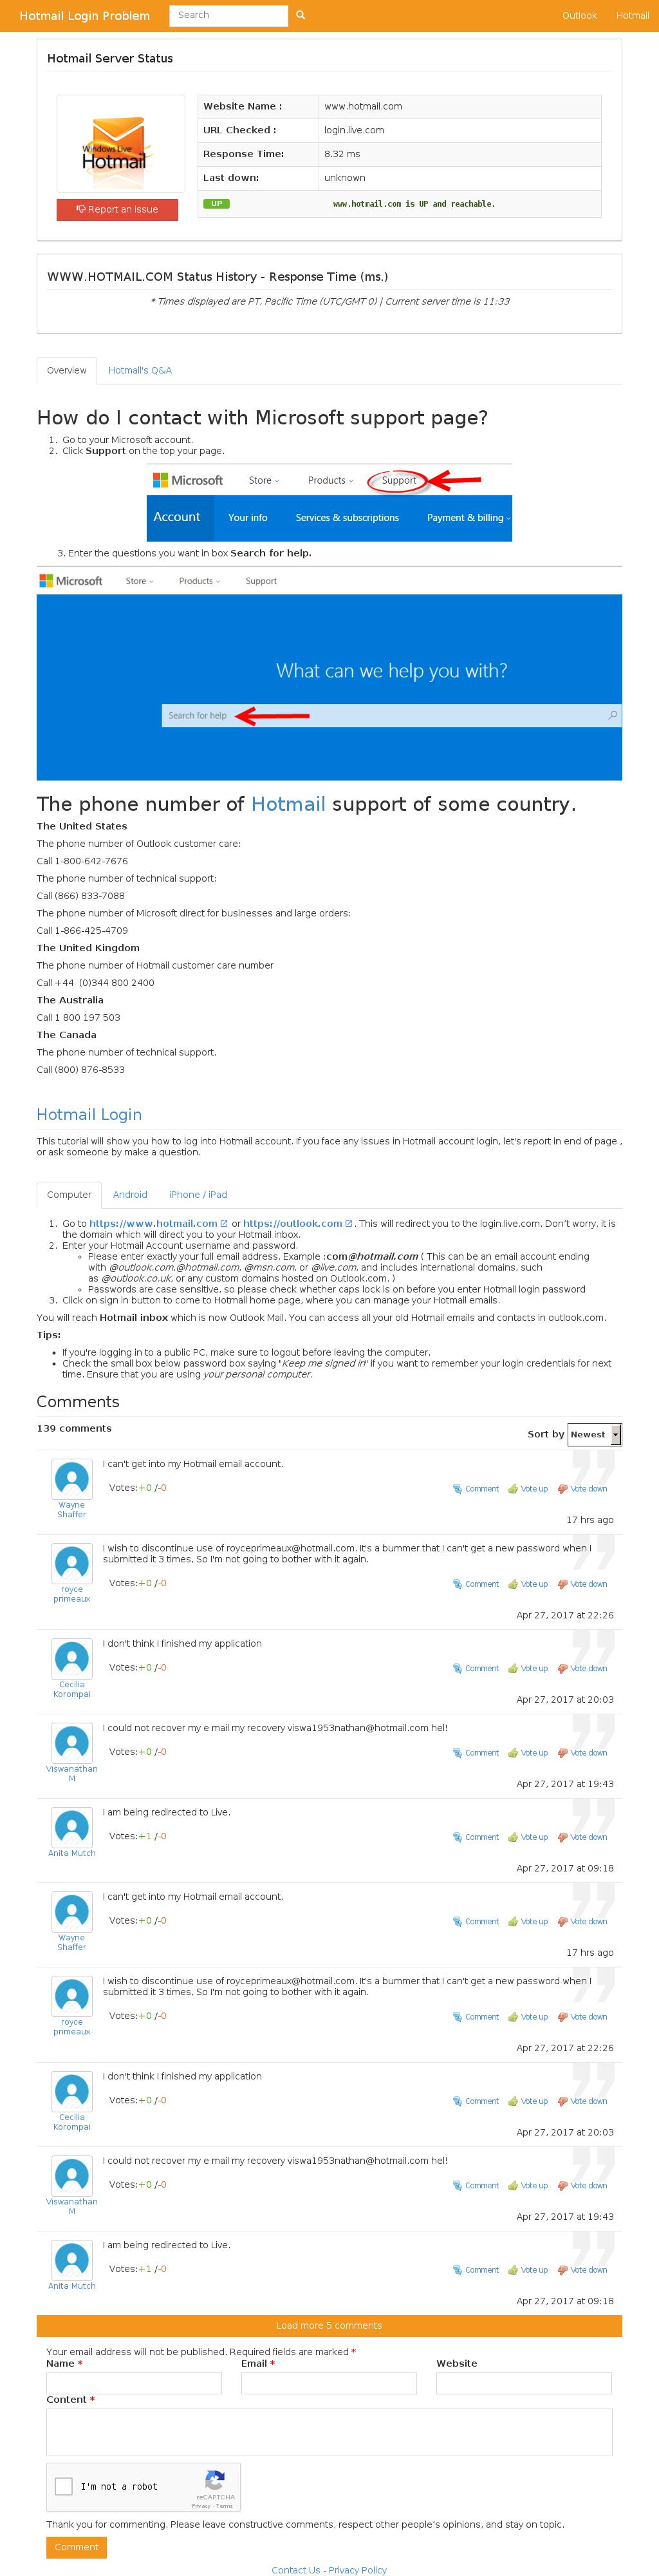 Hotmail Login Problem
Search
Outlook
Hotmail
Hotmail Server Status
Windows Live
Hotmail
Report an issue
Website Name : www.hotmail.com
URL Checked : login.live.com
Response Time: 8.32 ms
Last down: unknown
UP www.hotmail.com is UP and reachable.
WWW.HOTMAIL.COM Status History - Response Time (ms.)
* Times displayed are PT, Pacific Time (UTC/GMT 0) | Current server time is 11:33
Overview Hotmail's Q&A
How do I contact with Microsoft support page?
1. Go to your Microsoft account.
2. Click Support on the top your page.
Microsoft Store Products Support
Account Your info Services & subscriptions Payment & billing
3. Enter the questions you want in box Search for help.
Microsoft Store Products Support
What can we help you with?
Search for help
The phone number of Hotmail support of some country.
The United States
The phone number of Outlook customer care:
Call 1-800-642-7676
The phone number of technical support:
Call (866) 833-7088
The phone number of Microsoft direct for businesses and large orders:
Call 1-866-425-4709
The United Kingdom
The phone number of Hotmail customer care number
Call +44 (0)344 800 2400
The Australia
Call 1 800 197 503
The Canada
The phone number of technical support.
Call (800) 876-8533
Hotmail Login
This tutorial will show you how to log into Hotmail account. If you face any issues in Hotmail account login, let's report in end of page ,
or ask someone by make a question.
Computer Android iPhone / iPad
1. Go to https://www.hotmail.com or https://outlook.com. This will redirect you to the login.live.com. Don't worry, it is
the domain which will direct you to your Hotmail inbox.
2. Enter your Hotmail Account username and password.
Please enter exactly your full email address. Example :com@hotmail.com ( This can be an email account ending
with @outlook.com,@hotmail.com, @msn.com, or @live.com, and includes international domains, such
as @outlook.co.uk, or any custom domains hosted on Outlook.com. )
Passwords are case sensitive, so please check whether caps lock is on before you enter Hotmail login password
3. Click on sign in button to come to Hotmail home page, where you can manage your Hotmail emails.
You will reach Hotmail inbox which is now Outlook Mail. You can access all your old Hotmail emails and contacts in outlook.com.
Tips:
If you're logging in to a public PC, make sure to logout before leaving the computer.
Check the small box below password box saying "Keep me signed in" if you want to remember your login credentials for next
time. Ensure that you are using your personal computer.
Comments
139 comments
Sort by Newest
I can't get into my Hotmail email account.
Votes:+0 /-0
Comment Vote up Vote down
Wayne
Shaffer
17 hrs ago
I wish to discontinue use of royceprimeaux@hotmail.com. It's a bummer that I can't get a new password when I
submitted it 3 times, So I'm not going to bother with it again.
Votes:+0 /-0
Comment Vote up Vote down
royce
primeaux
Apr 27, 2017 at 22:26
I don't think I finished my application
Votes:+0 /-0
Comment Vote up Vote down
Cecilia
Korompai
Apr 27, 2017 at 20:03
I could not recover my e mail my recovery viswa1953nathan@hotmail.com hel!
Votes:+0 /-0
Comment Vote up Vote down
Viswanathan
M
Apr 27, 2017 at 19:43
I am being redirected to Live.
Votes:+1 /-0
Comment Vote up Vote down
Anita Mutch
Apr 27, 2017 at 09:18
I can't get into my Hotmail email account.
Votes:+0 /-0
Comment Vote up Vote down
Wayne
Shaffer
17 hrs ago
I wish to discontinue use of royceprimeaux@hotmail.com. It's a bummer that I can't get a new password when I
submitted it 3 times, So I'm not going to bother with it again.
Votes:+0 /-0
Comment Vote up Vote down
royce
primeaux
Apr 27, 2017 at 22:26
I don't think I finished my application
Votes:+0 /-0
Comment Vote up Vote down
Cecilia
Korompai
Apr 27, 2017 at 20:03
I could not recover my e mail my recovery viswa1953nathan@hotmail.com hel!
Votes:+0 /-0
Comment Vote up Vote down
Viswanathan
M
Apr 27, 2017 at 19:43
I am being redirected to Live.
Votes:+1 /-0
Comment Vote up Vote down
Anita Mutch
Apr 27, 2017 at 09:18
Load more 5 comments
Your email address will not be published. Required fields are marked *
Name * Email * Website
Content *
I'm not a robot
reCAPTCHA
Privacy - Terms
Thank you for commenting. Please leave constructive comments, respect other people's opinions, and stay on topic.
Comment
Contact Us - Privacy Policy